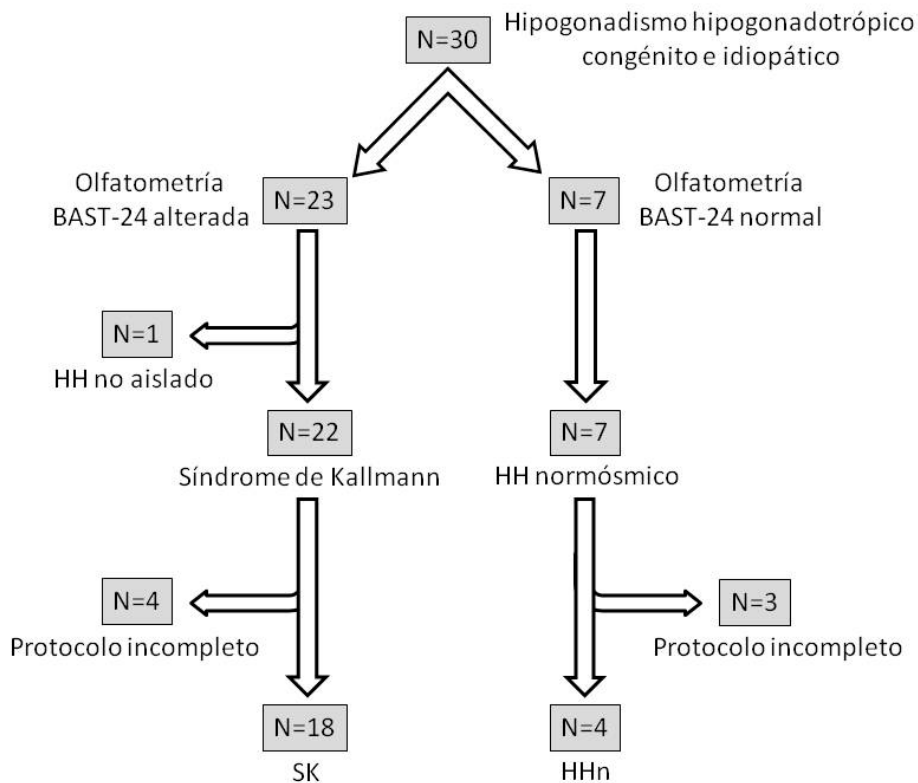 N=30
Hipogonadismo hipogonadotrópico
congénito e idiopático
Olfatometría
BAST-24 alterada
N=23
N=7
Olfatometría
BAST-24 normal
N=1
HH no aislado
N=22
Síndrome de Kallmann
N=7
HH normósmico
N=4
Protocolo incompleto
N=3
Protocolo incompleto
N=18
SK
N=4
HHn